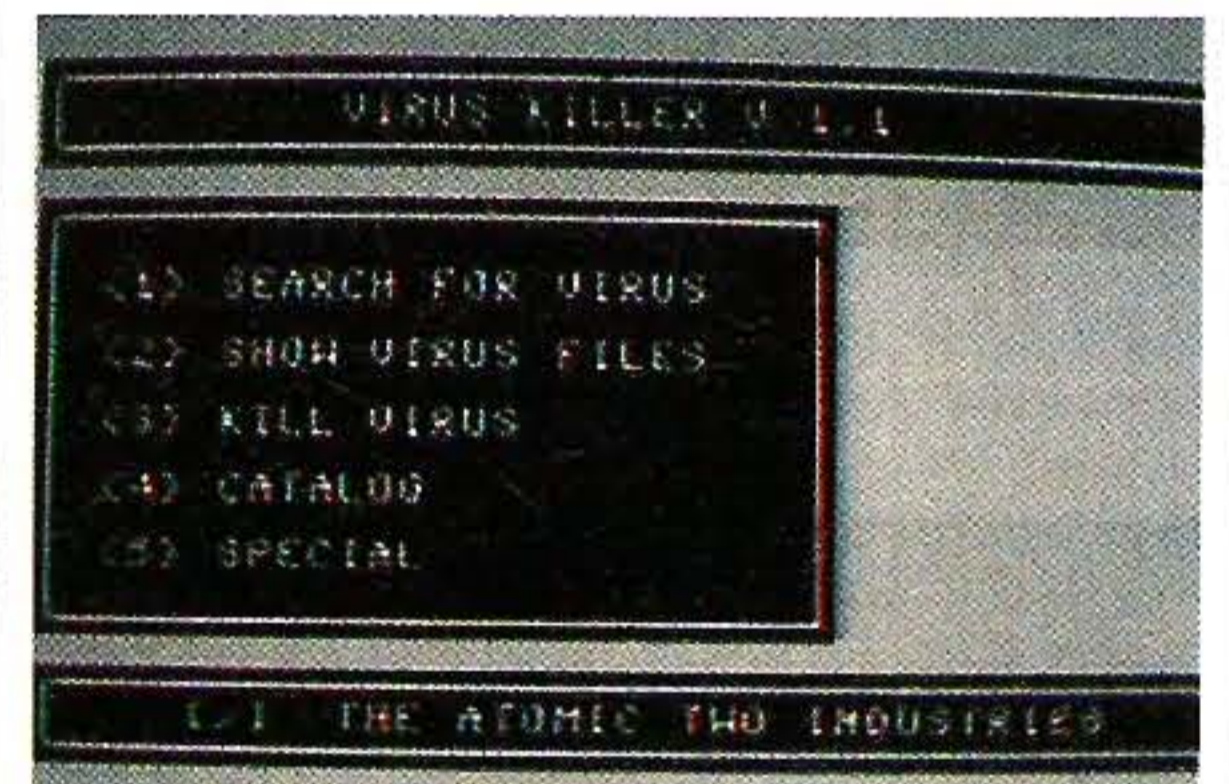 VIRUS KILLER V 1.1
<1> SEARCH FOR VIRUS
<2> SHOW VIRUS FILES
<3> KILL VIRUS
<4> CATALOG
<5> SPECIAL
THE ATOMIC TWO INDUSTRIES